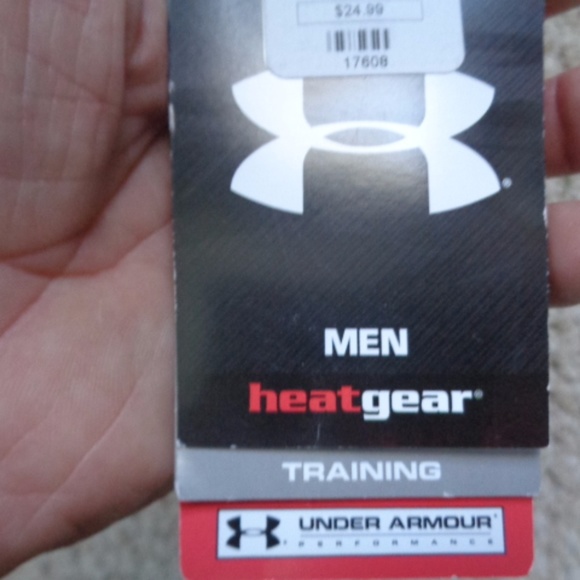 $24.99
17608
MEN
heatgear®
TRAINING
UNDER ARMOUR®
PERFORMANCE